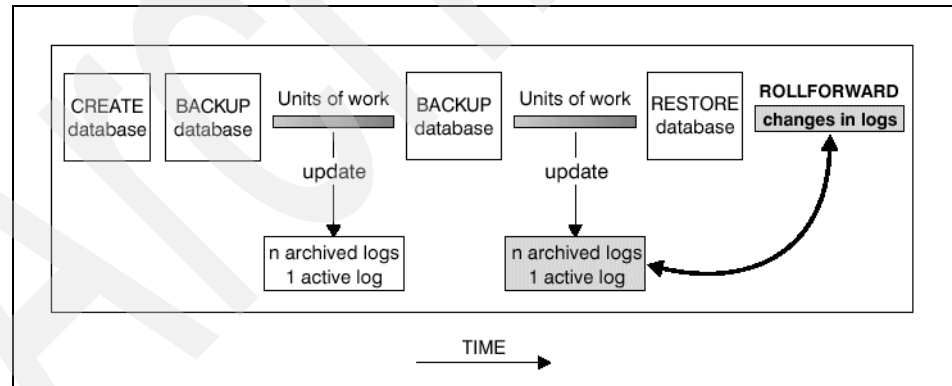 CREATE
database
BACKUP
database
Units of work
update
n archived logs
1 active log
BACKUP
database
Units of work
update
n archived logs
1 active log
RESTORE
database
ROLLFORWARD
changes in logs
TIME